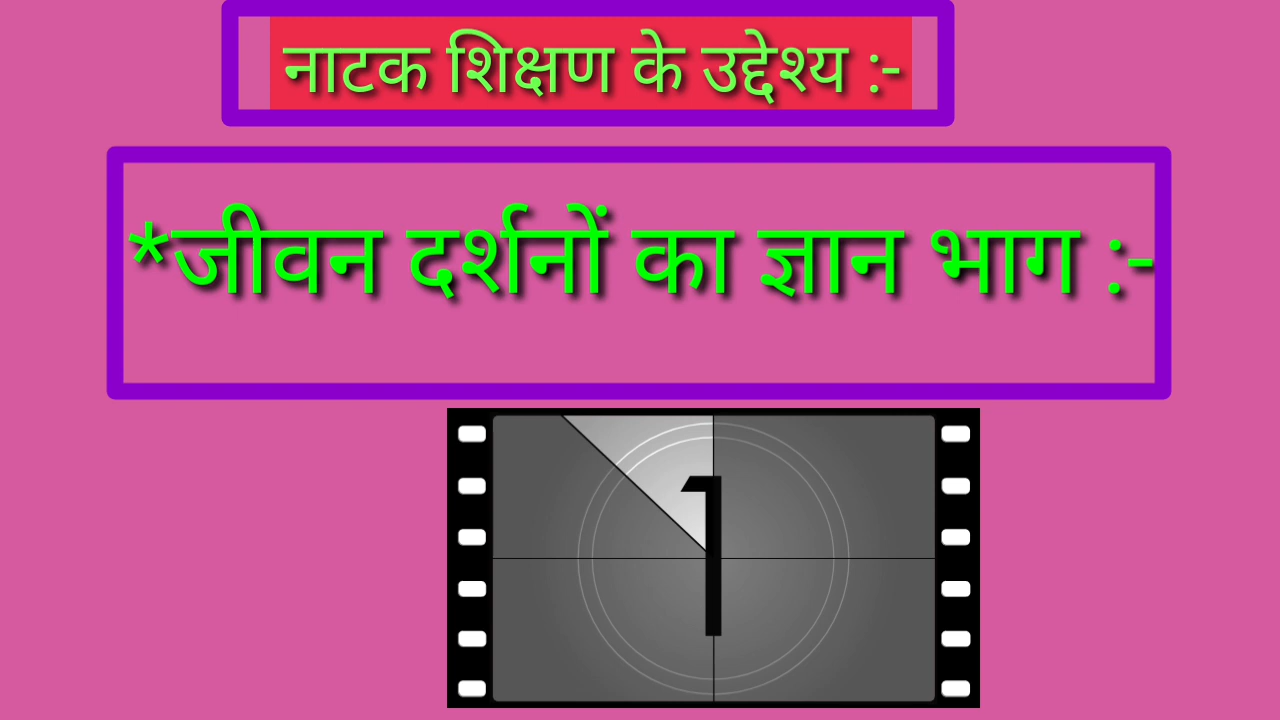 नाटक शिक्षण के उद्देश्य :-
*जीवन दर्शनों का ज्ञान भाग :-
1